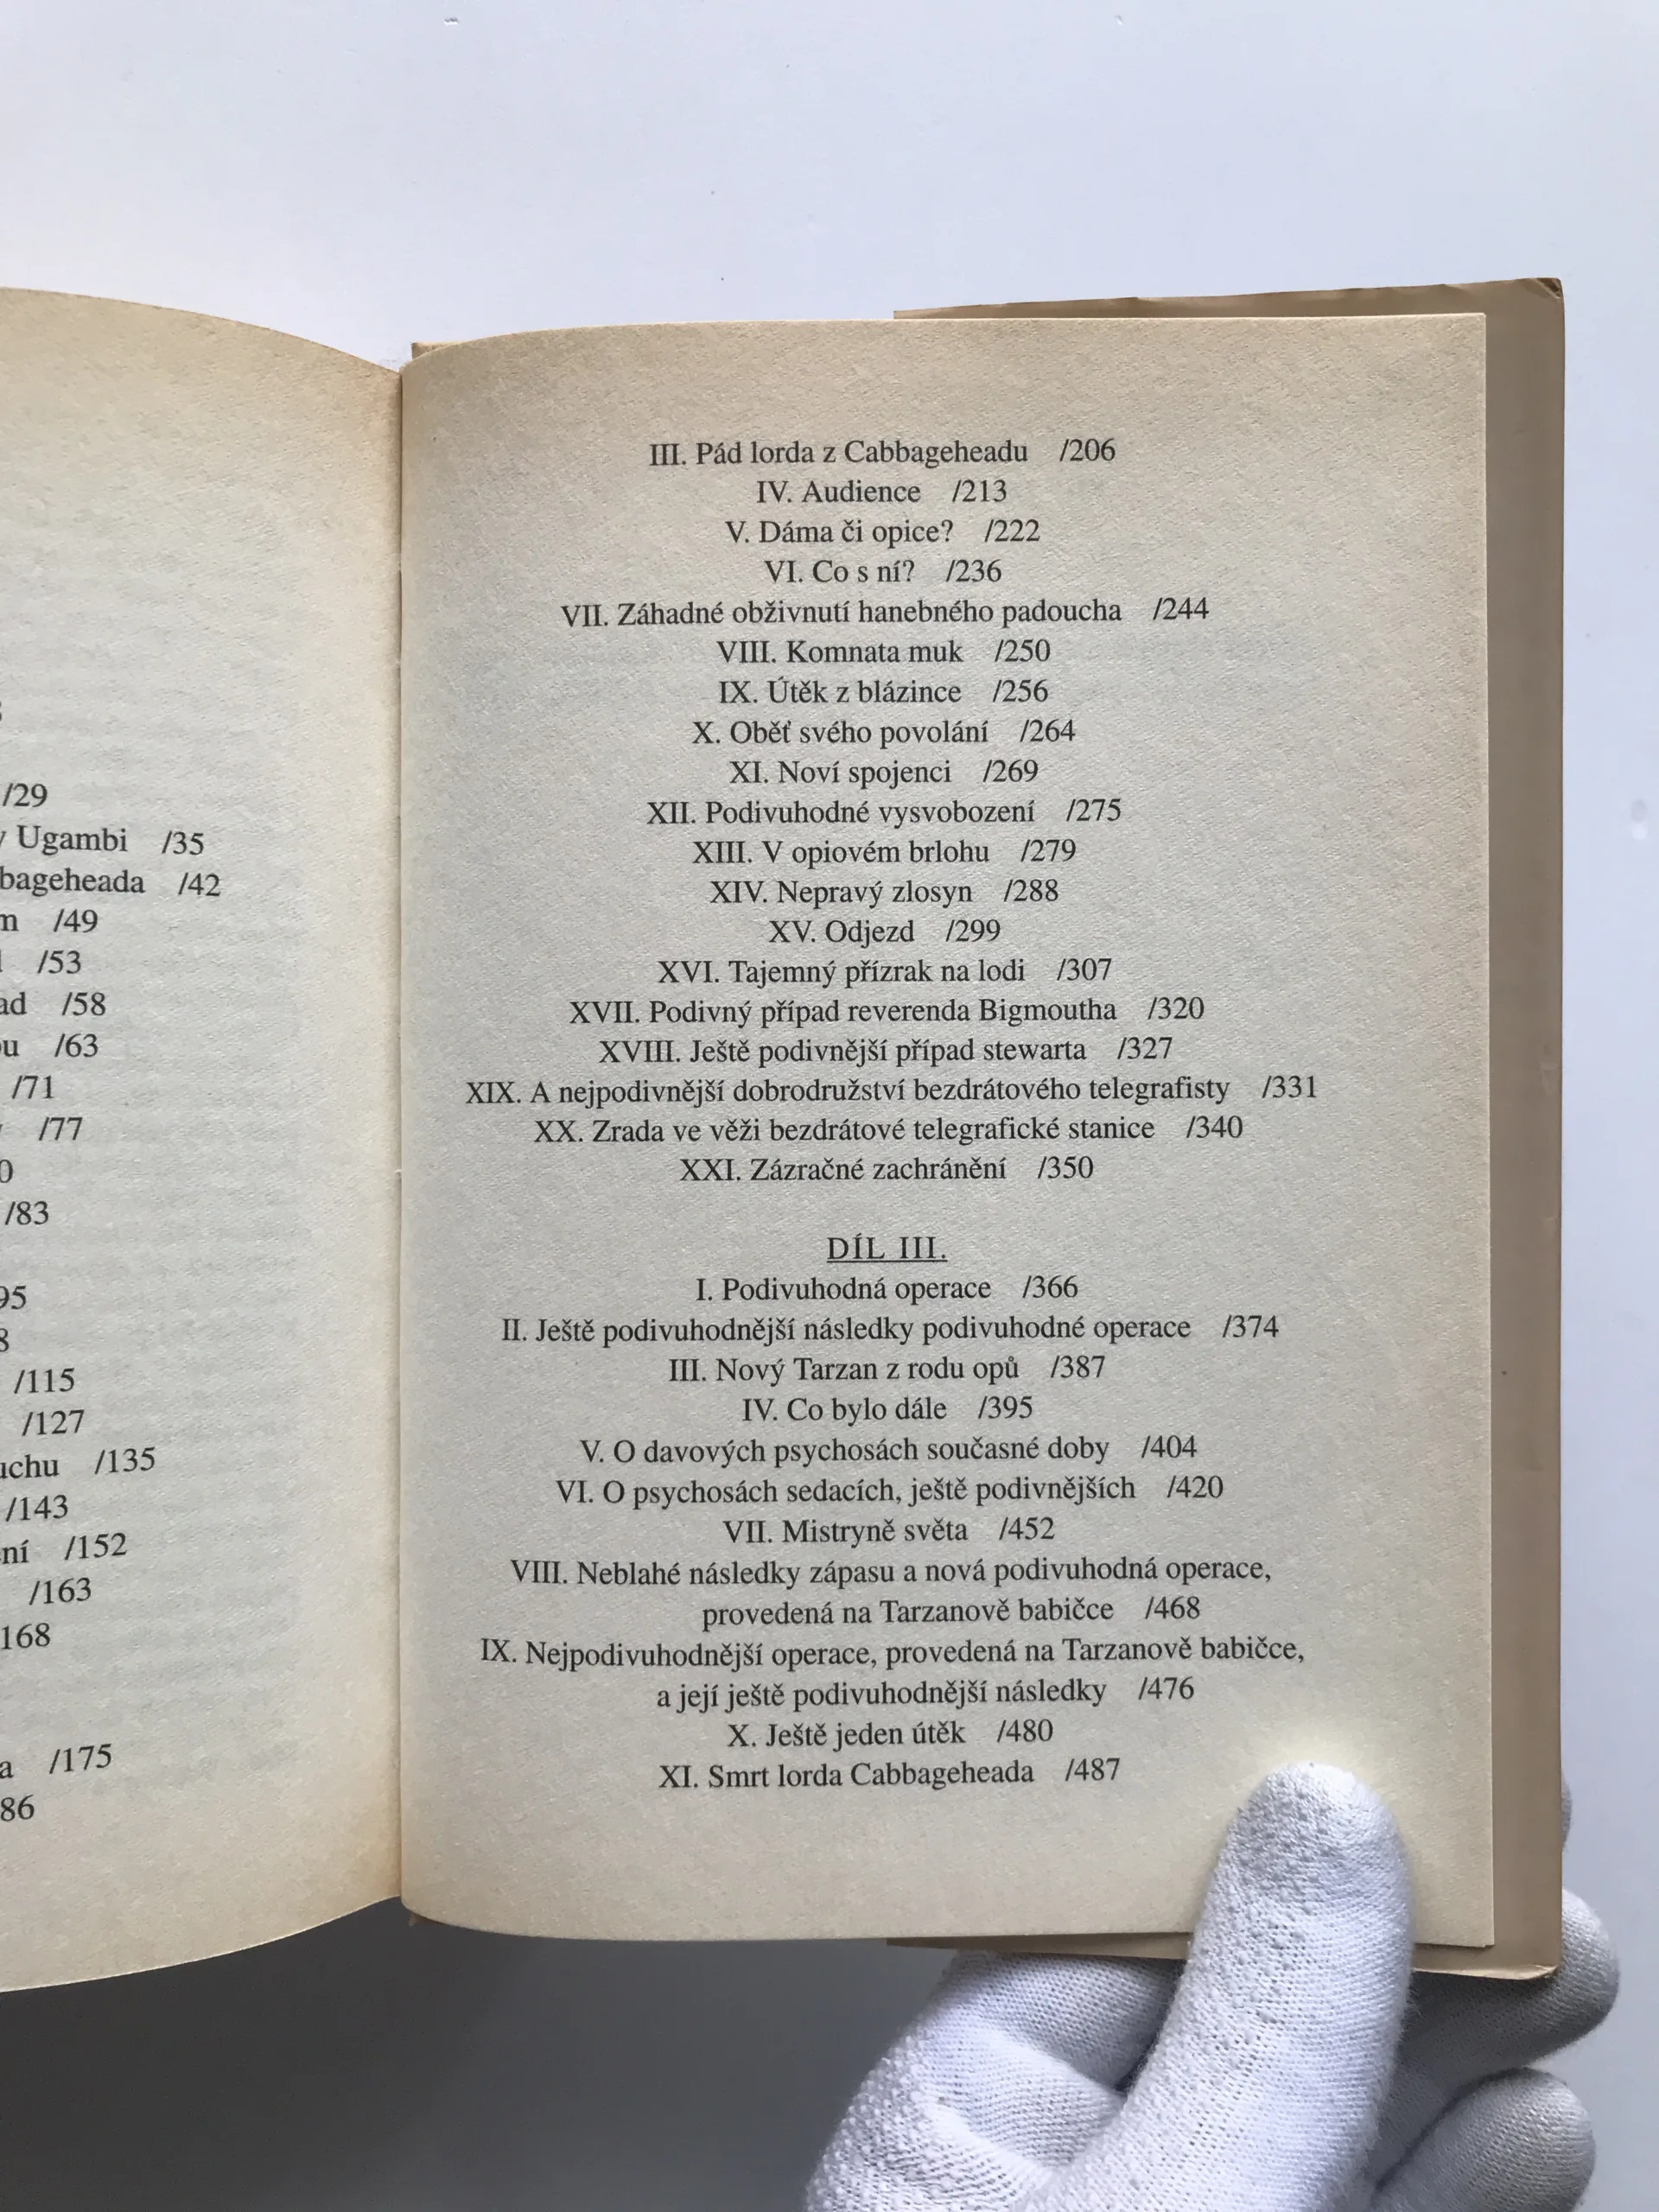 /29
Ugambi /35
bageheada /42
/49
/53
/58
/63
/71
/77
/83
/115
/127
/135
/143
/152
/163
168
/175
86
III. Pád lorda z Cabbageheadu /206
IV. Audience /213
V. Dáma či opice? /222
VI. Co s ní? /236
VII. Záhadné obživnutí hanebného padoucha /244
VIII. Komnata muk /250
IX. Útěk z blázince /256
X. Oběť svého povolání /264
XI. Noví spojenci /269
XII. Podivuhodné vysvobození /275
XIII. V opiovém brlohu /279
XIV. Nepravý zlosyn /288
XV. Odjezd /299
XVI. Tajemný přízrak na lodi /307
XVII. Podivný případ reverenda Bigmoutha /320
XVIII. Ještě podivnější případ stewarta /327
XIX. A nejpodivnější dobrodružství bezdrátového telegrafisty /331
XX. Zrada ve věži bezdrátové telegrafické stanice /340
XXI. Zázračné zachránění /350
DÍL III.
I. Podivuhodná operace /366
II. Ještě podivuhodnější následky podivuhodné operace /374
III. Nový Tarzan z rodu opů /387
IV. Co bylo dále /395
V. O davových psychosách současné doby /404
VI. O psychosách sedacích, ještě podivnějších /420
VII. Mistryně světa /452
VIII. Neblahé následky zápasu a nová podivuhodná operace,
provedená na Tarzanově babičce /468
IX. Nejpodivuhodnější operace, provedená na Tarzanově babičce,
a její ještě podivuhodnější následky /476
X. Ještě jeden útěk /480
XI. Smrt lorda Cabbageheada /487